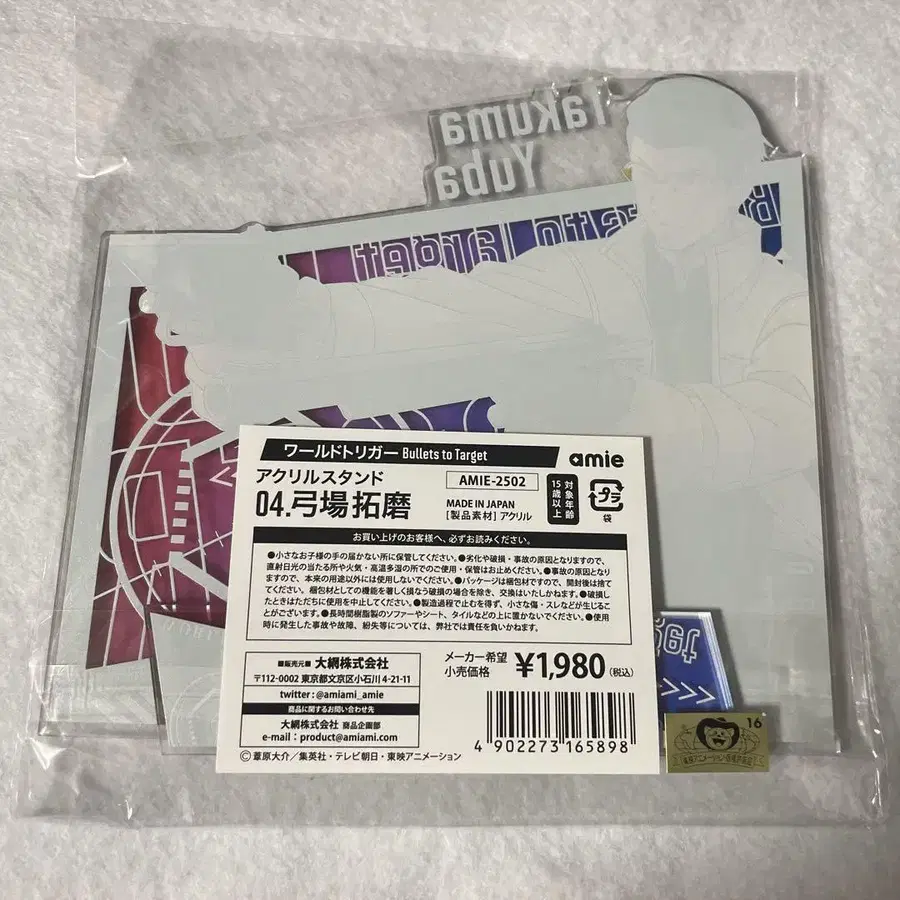 Takuma
Yuba
ワールドトリガー Bullets to Target
amie
アクリルスタンド
04.弓場拓磨
AMIE-2502
MADE IN JAPAN
[製品素材] アクリル
対象年齢
15歳以上
プラ
袋
お買い上げのお客様へ、必ずお読みください。
●小さなお子様の手の届かない所に保管してください。●劣化や破損・事故の原因となりますので、
直射日光の当たる所や火気・高温多湿の所でのご使用・保管はお止めください。●事故の原因となり
ますので、本来の用途以外には使用しないでください。●パッケージは梱包材ですので、開封後は捨て
てください。梱包材としての機能を著しく損なう破損の場合を除き、交換はいたしかねます。●破損し
たときはただちに使用を中止してください。●製造過程で止むを得ず、小さな傷・スレなどが生じるこ
とがございます。●長時間樹脂製のソファーやシート、タイルなどの上に置かないでください。●使用
時に発生した事故や故障、紛失等については、弊社では責任を負いかねます。
■販売元■ 大網株式会社
〒112-0002 東京都文京区小石川4-21-11
twitter:@amiami_amie
商品に関するお問い合わせ先
大網株式会社 商品企画部
e-mail:product@amiami.com
メーカー希望
小売価格
¥1,980 (税込)
4 902273 165898
©葦原大介/集英社・テレビ朝日・東映アニメーション
16